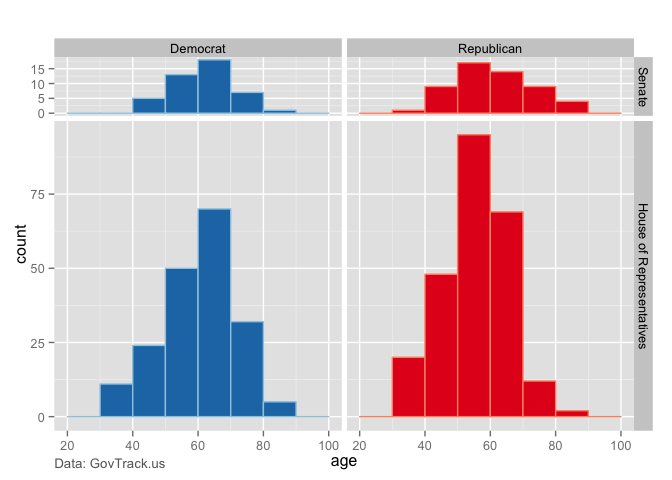 Democrat
Republican
15
10
5
0
Senate
75
50
25
0
count
House of Representatives
20 40 60 80 100 20 40 60 80 100
age
Data: GovTrack.us